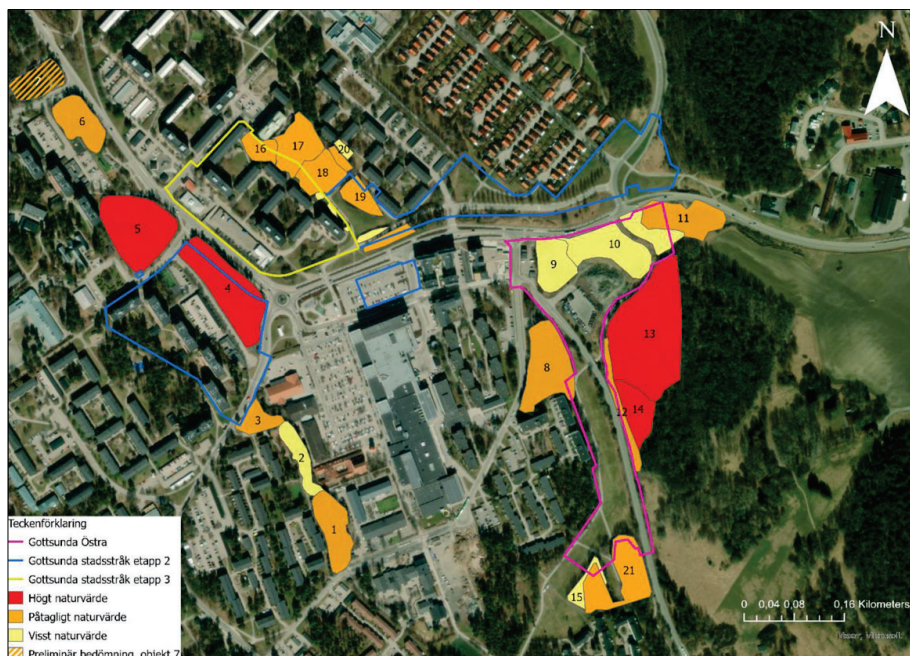 N
6
16
17
20
18
19
5
4
11
10
9
13
8
14
12
3
2
1
21
15
Teckenförklaring
Gottsunda Östra
Gottsunda stadsstråk etapp 2
Gottsunda stadsstråk etapp 3
Högt naturvärde
Påtagligt naturvärde
Visst naturvärde
Preliminär bedömning, objekt 7
0 0,04 0,08 0,16 Kilometers